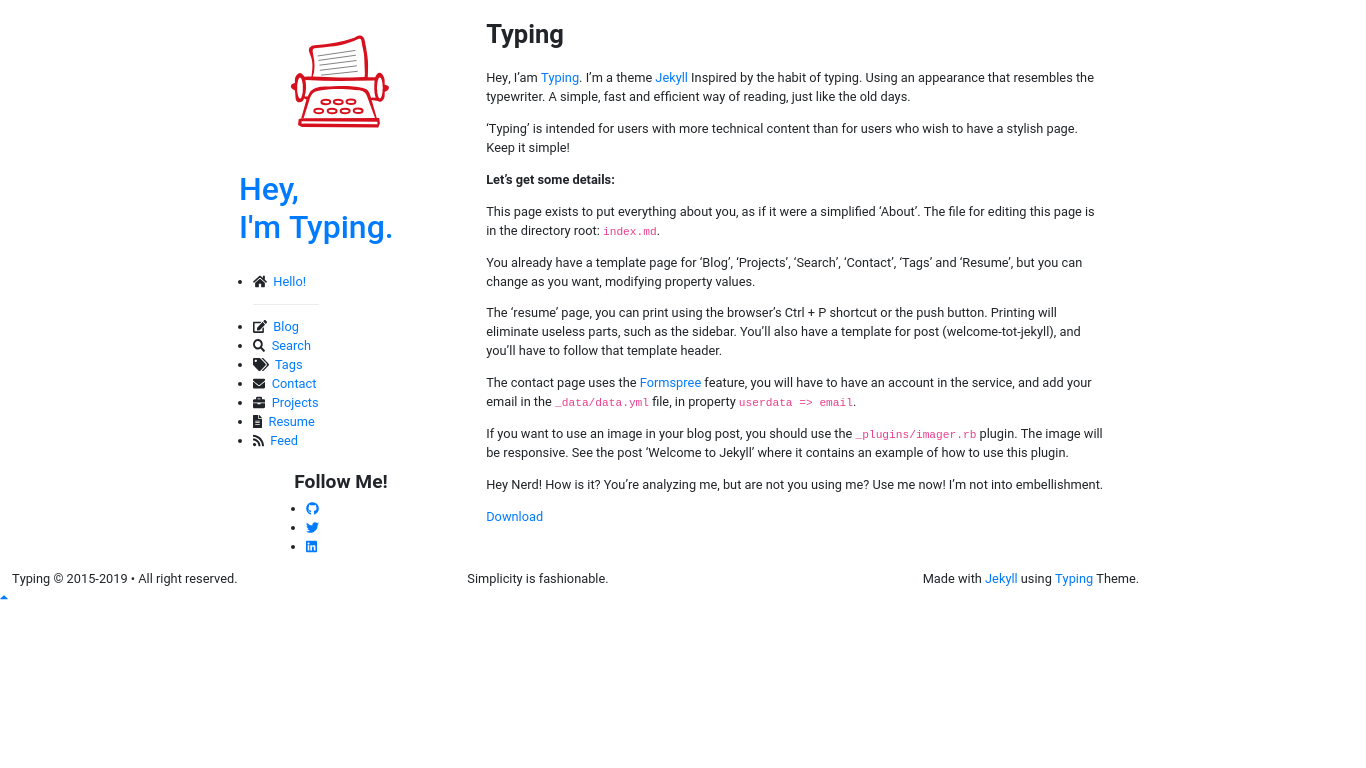 Hey,
I'm Typing.
Hello!
Blog
Search
Tags
Contact
Projects
Resume
Feed
Follow Me!
Typing
Hey, I’am Typing. I’m a theme Jekyll Inspired by the habit of typing. Using an appearance that resembles the
typewriter. A simple, fast and efficient way of reading, just like the old days.
‘Typing’ is intended for users with more technical content than for users who wish to have a stylish page.
Keep it simple!
Let’s get some details:
This page exists to put everything about you, as if it were a simplified ‘About’. The file for editing this page is
in the directory root: index.md.
You already have a template page for ‘Blog’, ‘Projects’, ‘Search’, ‘Contact’, ‘Tags’ and ‘Resume’, but you can
change as you want, modifying property values.
The ‘resume’ page, you can print using the browser’s Ctrl + P shortcut or the push button. Printing will
eliminate useless parts, such as the sidebar. You’ll also have a template for post (welcome-tot-jekyll), and
you’ll have to follow that template header.
The contact page uses the Formspree feature, you will have to have an account in the service, and add your
email in the _data/data.yml file, in property userdata => email.
If you want to use an image in your blog post, you should use the _plugins/imager.rb plugin. The image will
be responsive. See the post ‘Welcome to Jekyll’ where it contains an example of how to use this plugin.
Hey Nerd! How is it? You’re analyzing me, but are not you using me? Use me now! I’m not into embellishment.
Download
Typing © 2015-2019 • All right reserved.
Simplicity is fashionable.
Made with Jekyll using Typing Theme.